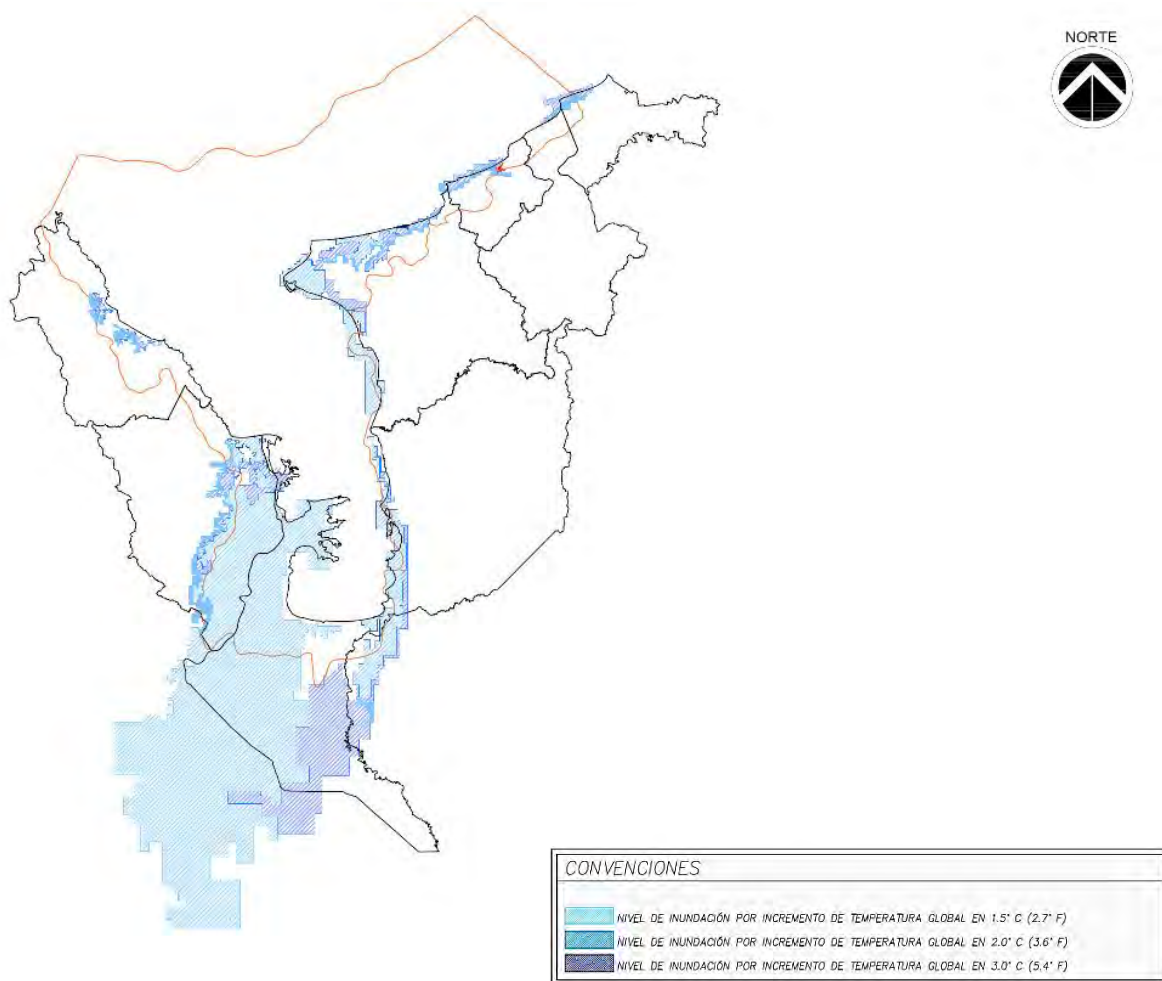 NORTE
CONVENCIONES
NIVEL DE INUNDACIÓN POR INCREMENTO DE TEMPERATURA GLOBAL EN 1.5° C (2.7° F)
NIVEL DE INUNDACIÓN POR INCREMENTO DE TEMPERATURA GLOBAL EN 2.0° C (3.6° F)
NIVEL DE INUNDACIÓN POR INCREMENTO DE TEMPERATURA GLOBAL EN 3.0° C (5.4° F)